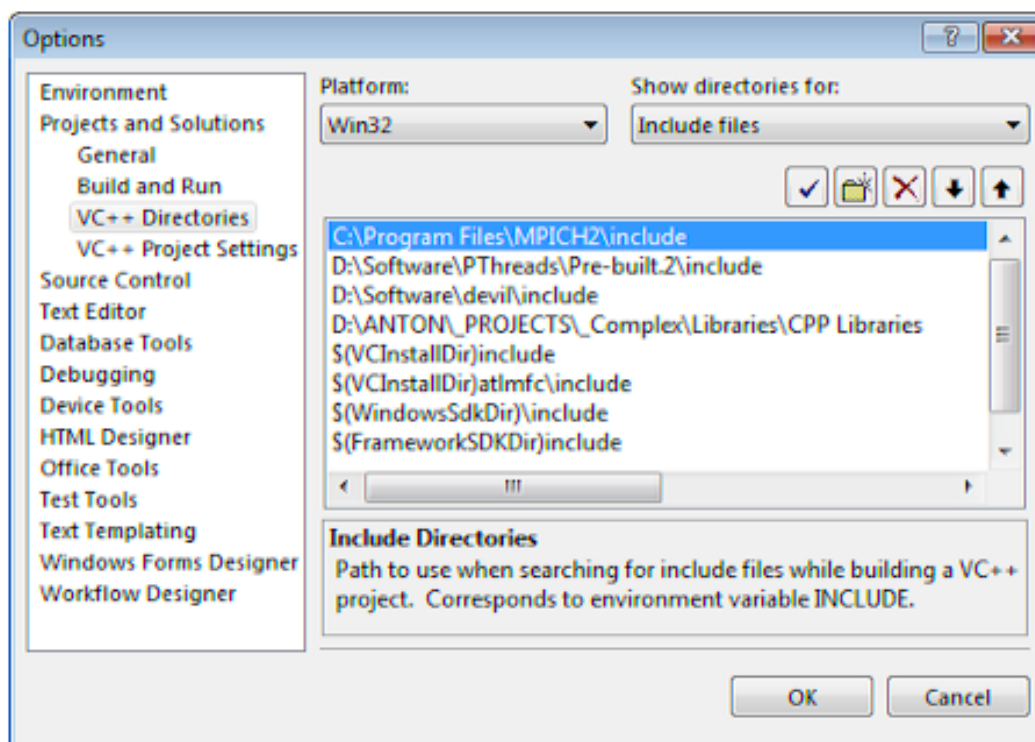 Options
Environment
Projects and Solutions
General
Build and Run
VC++ Directories
VC++ Project Settings
Source Control
Text Editor
Database Tools
Debugging
Device Tools
HTML Designer
Office Tools
Test Tools
Text Templating
Windows Forms Designer
Workflow Designer
Platform:
Win32
Show directories for:
Include files
C:\Program Files\MPICH2\include
D:\Software\PThreads\Pre-built.2\include
D:\Software\devil\include
D:\ANTON\_PROJECTS\_Complex\Libraries\CPP Libraries
$(VCInstallDir)include
$(VCInstallDir)atlmfc\include
$(WindowsSdkDir)\include
$(FrameworkSDKDir)include
Include Directories
Path to use when searching for include files while building a VC++
project.  Corresponds to environment variable INCLUDE.
OK
Cancel